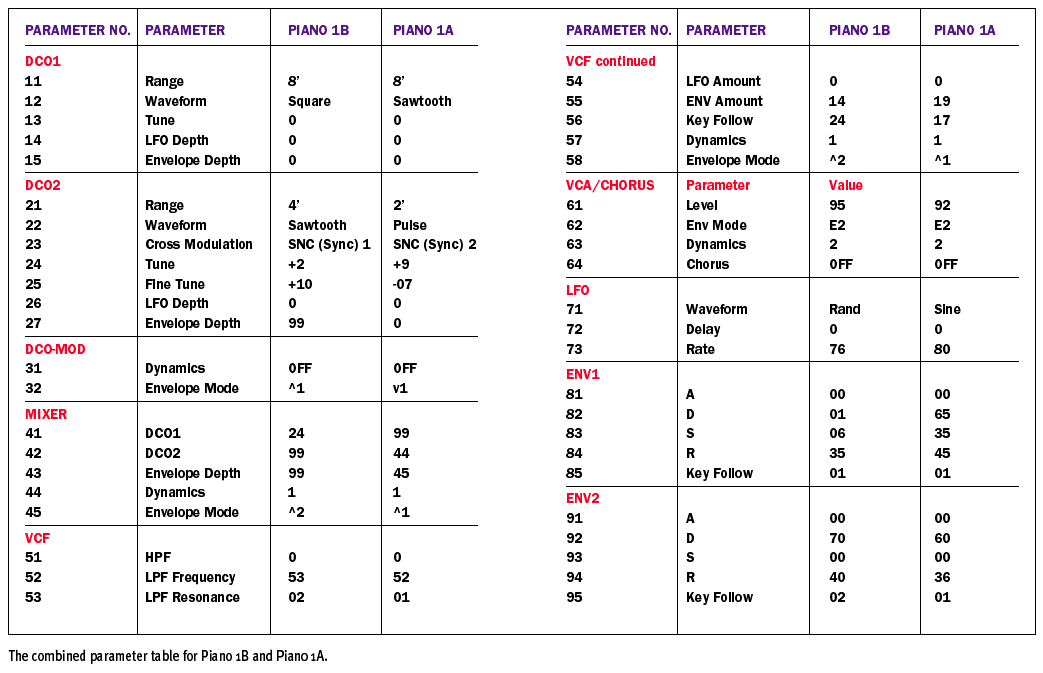 PARAMETER NO. PARAMETER PIANO 1B PIANO 1A
DCO1
11 Range 8’ 8’
12 Waveform Square Sawtooth
13 Tune 0 0
14 LFO Depth 0 0
15 Envelope Depth 0 0
DCO2
21 Range 4’ 2’
22 Waveform Sawtooth Pulse
23 Cross Modulation SNC (Sync) 1 SNC (Sync) 2
24 Tune +2 +9
25 Fine Tune +10 -07
26 LFO Depth 0 0
27 Envelope Depth 99 0
DCO-MOD
31 Dynamics OFF OFF
32 Envelope Mode ^1 v1
MIXER
41 DCO1 24 99
42 DCO2 99 44
43 Envelope Depth 99 45
44 Dynamics 1 1
45 Envelope Mode ^2 ^1
VCF
51 HPF 0 0
52 LPF Frequency 53 52
53 LPF Resonance 02 01
PARAMETER NO. PARAMETER PIANO 1B PIANO 1A
VCF continued
54 LFO Amount 0 0
55 ENV Amount 14 19
56 Key Follow 24 17
57 Dynamics 1 1
58 Envelope Mode ^2 ^1
VCA/CHORUS Parameter Value
61 Level 95 92
62 Env Mode E2 E2
63 Dynamics 2 2
64 Chorus OFF OFF
LFO
71 Waveform Rand Sine
72 Delay 0 0
73 Rate 76 80
ENV1
81 A 00 00
82 D 01 65
83 S 06 35
84 R 35 45
85 Key Follow 01 01
ENV2
91 A 00 00
92 D 70 60
93 S 00 00
94 R 40 36
95 Key Follow 02 01
The combined parameter table for Piano 1B and Piano 1A.